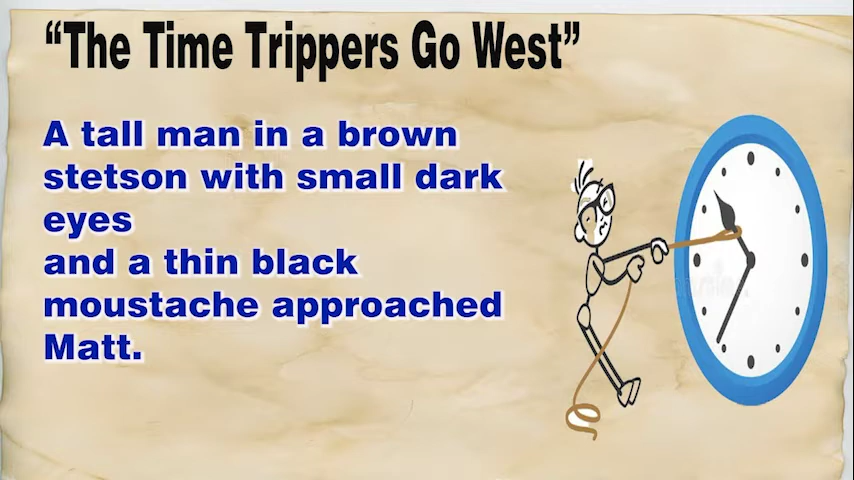 “The Time Trippers Go West”
A tall man in a brown
stetson with small dark
eyes
and a thin black
moustache approached
Matt.